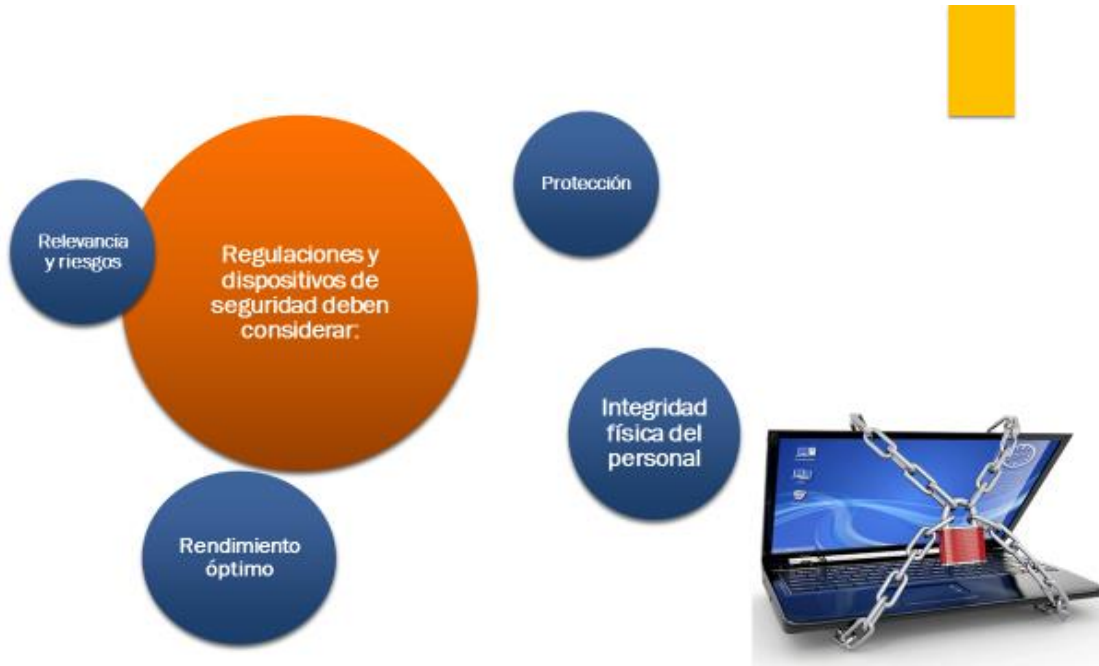 Relevancia
y riesgos
Regulaciones y
dispositivos de
seguridad deben
considerar:
Protección
Integridad
física del
personal
Rendimiento
óptimo